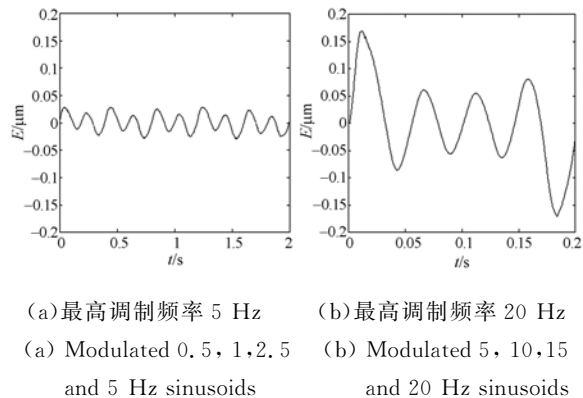 0.2
0.15
0.1
0.05
0
−0.05
−0.1
−0.15
−0.2
E/μm
0 0.5 1 1.5 2
t/s
0.2
0.15
0.1
0.05
0
−0.05
−0.1
−0.15
−0.2
E/μm
0 0.05 0.1 0.15 0.2
t/s
(a)最高调制频率 5 Hz
(a) Modulated 0.5, 1,2.5
and 5 Hz sinusoids
(b)最高调制频率 20 Hz
(b) Modulated 5, 10,15
and 20 Hz sinusoids